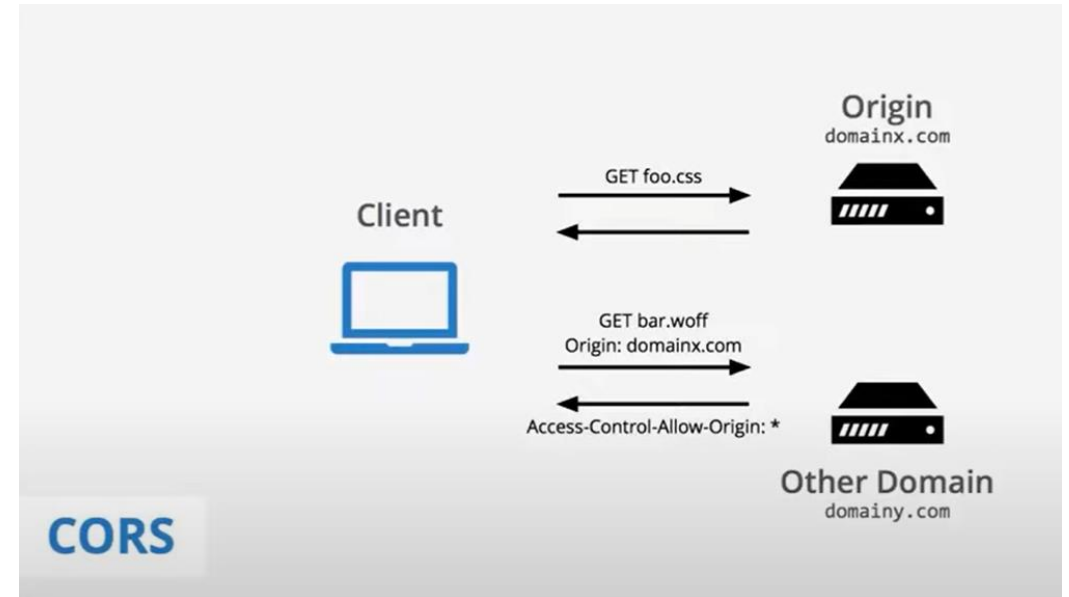 Origin
domainx.com
GET foo.css
Client
GET bar.woff
Origin: domainx.com
Access-Control-Allow-Origin: *
Other Domain
domainy.com
CORS